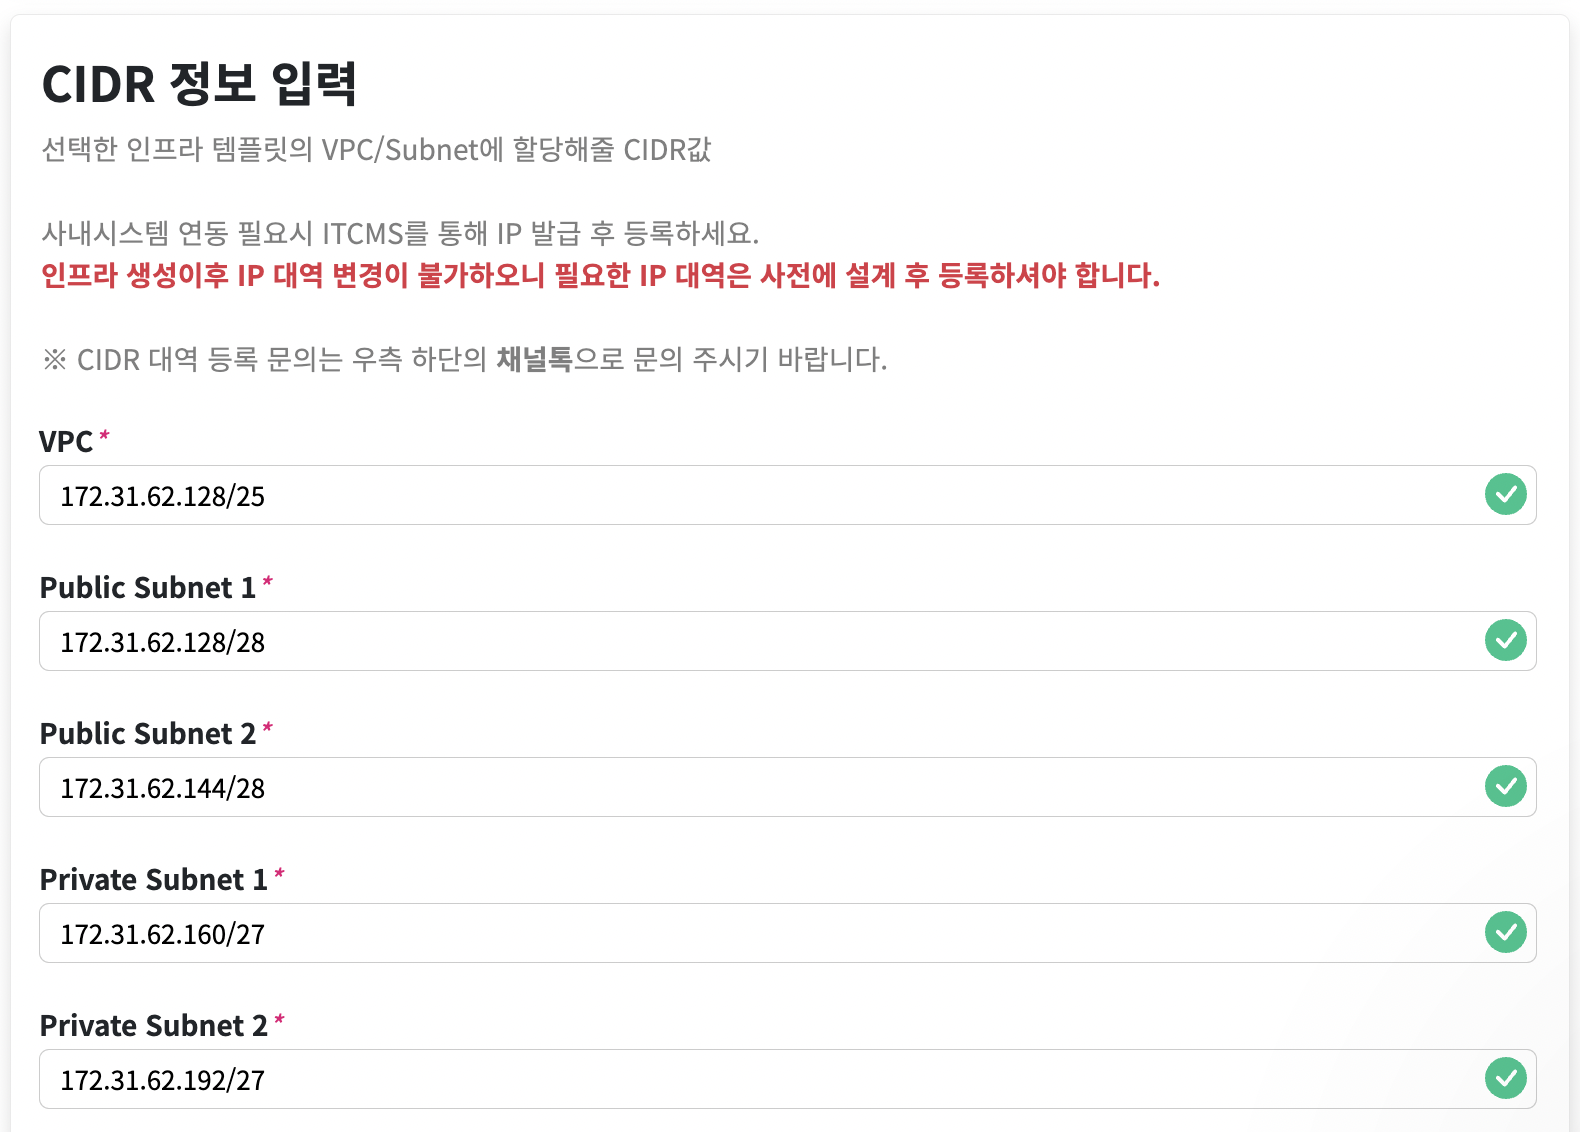 CIDR 정보 입력
선택한 인프라 템플릿의 VPC/Subnet에 할당해줄 CIDR값
사내시스템 연동 필요시 ITCMS를 통해 IP 발급 후 등록하세요.
인프라 생성이후 IP 대역 변경이 불가하오니 필요한 IP 대역은 사전에 설계 후 등록하셔야 합니다.
※ CIDR 대역 등록 문의는 우측 하단의 채널톡으로 문의 주시기 바랍니다.
VPC *
172.31.62.128/25
Public Subnet 1 *
172.31.62.128/28
Public Subnet 2 *
172.31.62.144/28
Private Subnet 1 *
172.31.62.160/27
Private Subnet 2 *
172.31.62.192/27